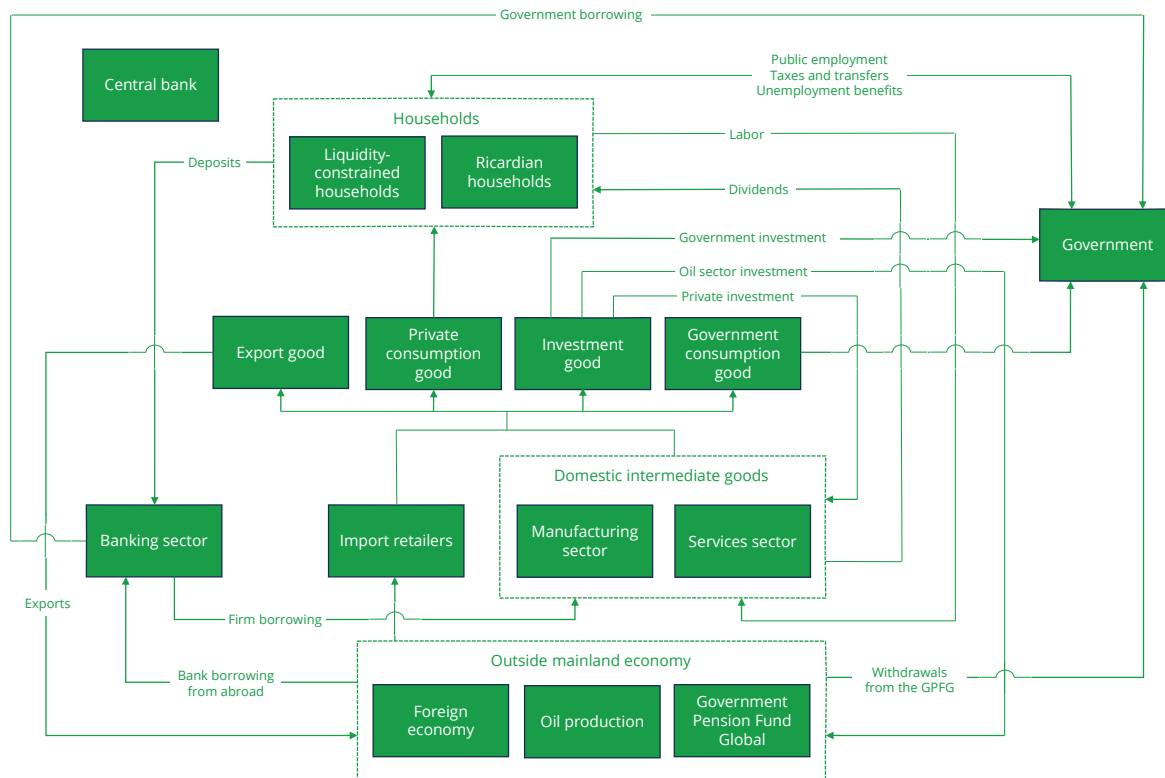 Government borrowing
Central bank
Public employment
Taxes and transfers
Unemployment benefits
Households
Labor
Liquidity-
constrained
households
Ricardian
households
Deposits
Dividends
Government investment
Government
Oil sector investment
Private investment
Export good
Private
consumption
good
Investment
good
Government
consumption
good
Domestic intermediate goods
Banking sector
Import retailers
Manufacturing
sector
Services sector
Exports
Firm borrowing
Outside mainland economy
Bank borrowing
from abroad
Withdrawals
from the GPFG
Foreign
economy
Oil production
Government
Pension Fund
Global